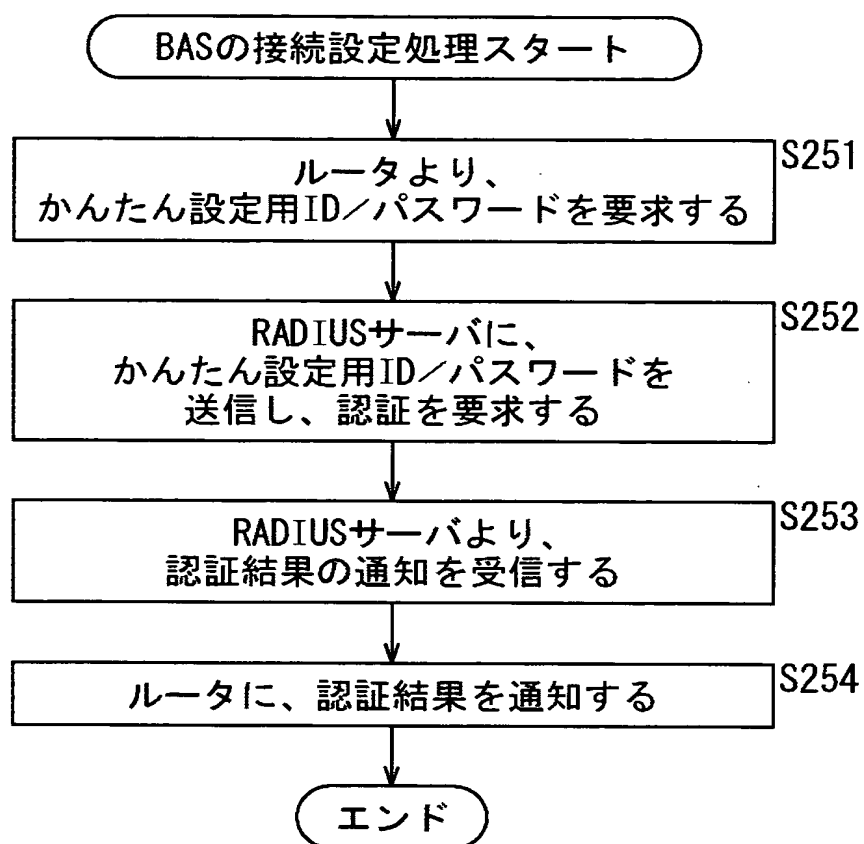 BASの接続設定処理スタート
S251
ルータより、
かんたん設定用ID／パスワードを要求する
S252
RADIUSサーバに、
かんたん設定用ID／パスワードを
送信し、認証を要求する
S253
RADIUSサーバより、
認証結果の通知を受信する
S254
ルータに、認証結果を通知する
エンド